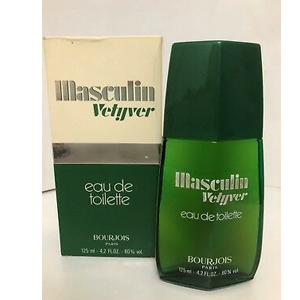 Masculin
Vetyver
eau de
toilette
BOURJOIS
PARIS
125 ml - 4.2 FL.OZ. - 80% vol.
Masculin
Vetyver
eau de toilette
BOURJOIS
PARIS
125 ml - 4.2 FL.OZ. - 80% vol.